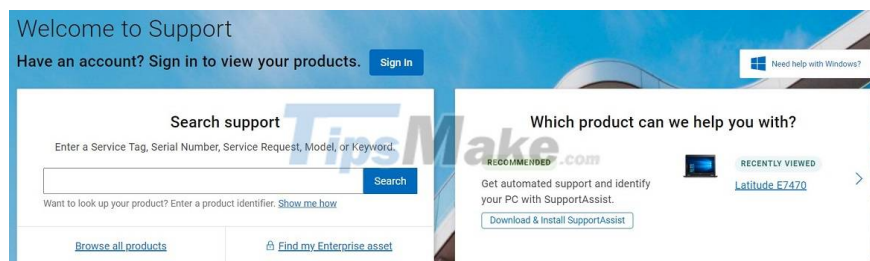 Welcome to Support
Have an account? Sign in to view your products. Sign In
Need help with Windows?
Search support
Enter a Service Tag, Serial Number, Service Request, Model, or Keyword.
Search
Want to look up your product? Enter a product identifier. Show me how
Browse all products
Find my Enterprise asset
Which product can we help you with?
RECOMMENDED
Get automated support and identify
your PC with SupportAssist.
Download & Install SupportAssist
RECENTLY VIEWED
Latitude E7470
TipsMake.com